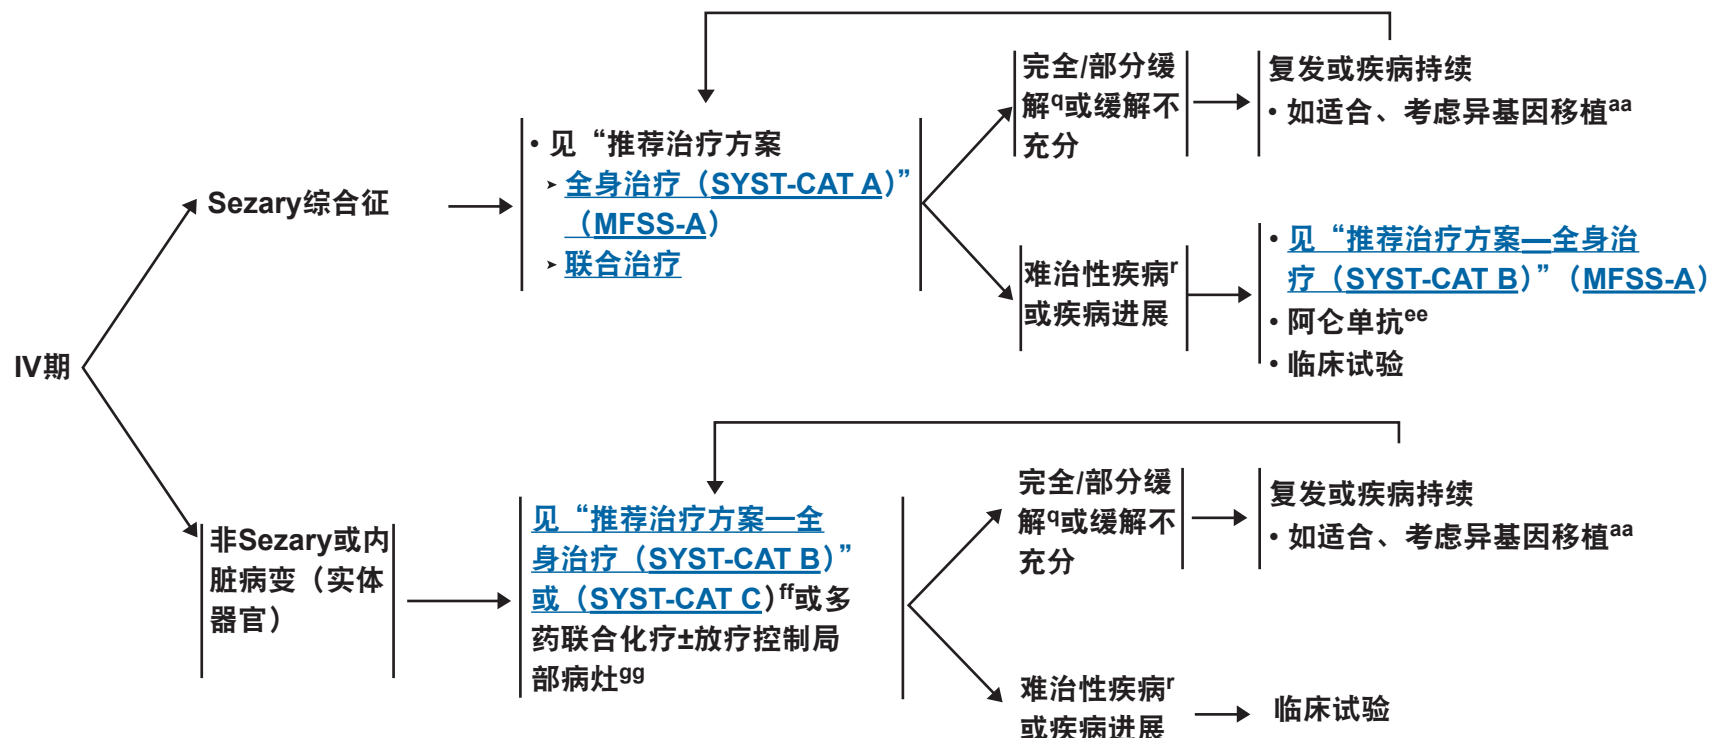 IV期
Sezary综合征
• 见“推荐治疗方案
➢ 全身治疗（SYST-CAT A）”
（MFSS-A）
➢ 联合治疗
完全/部分缓
解q或缓解不
充分
复发或疾病持续
• 如适合、考虑异基因移植aa
难治性疾病r
或疾病进展
• 见“推荐治疗方案—全身治
疗（SYST-CAT B）”（MFSS-A）
• 阿仑单抗ee
• 临床试验
非Sezary或内
脏病变（实体
器官）
见“推荐治疗方案—全
身治疗（SYST-CAT B）”
或（SYST-CAT C）ff或多
药联合化疗±放疗控制局
部病灶gg
完全/部分缓
解q或缓解不
充分
复发或疾病持续
• 如适合、考虑异基因移植aa
难治性疾病r
或疾病进展
临床试验